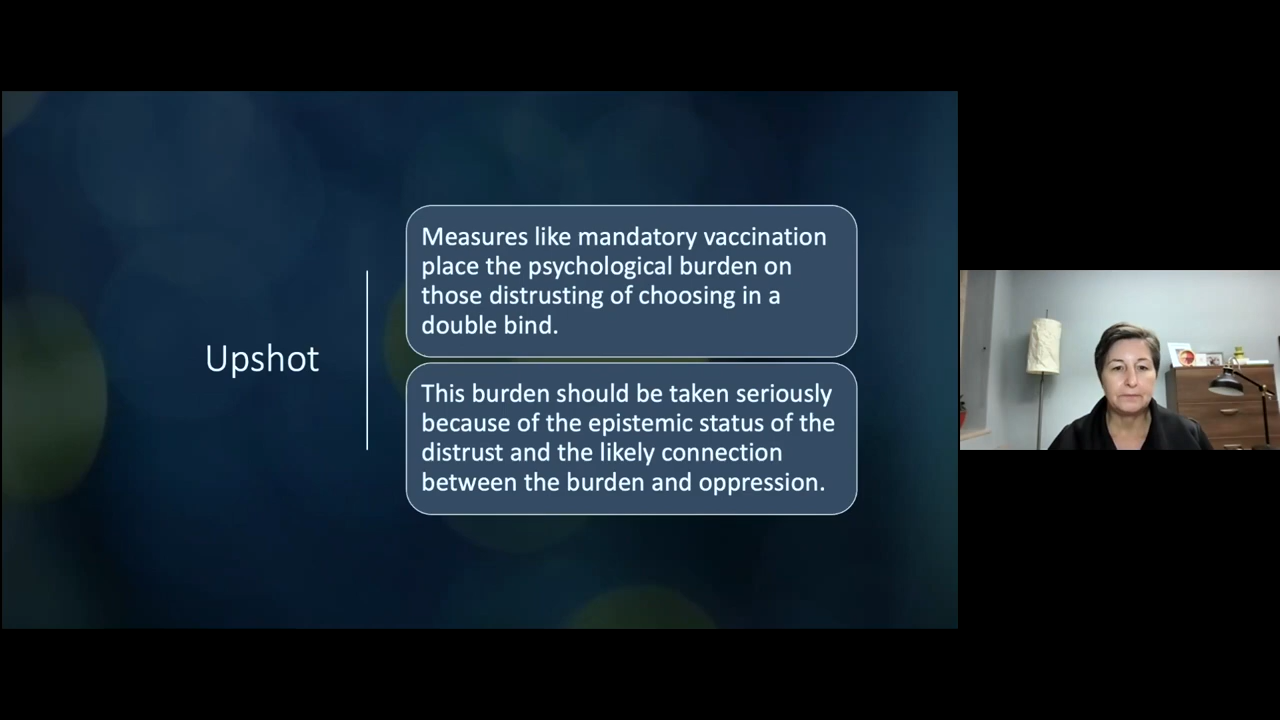 Upshot
Measures like mandatory vaccination
place the psychological burden on
those distrusting of choosing in a
double bind.
This burden should be taken seriously
because of the epistemic status of the
distrust and the likely connection
between the burden and oppression.